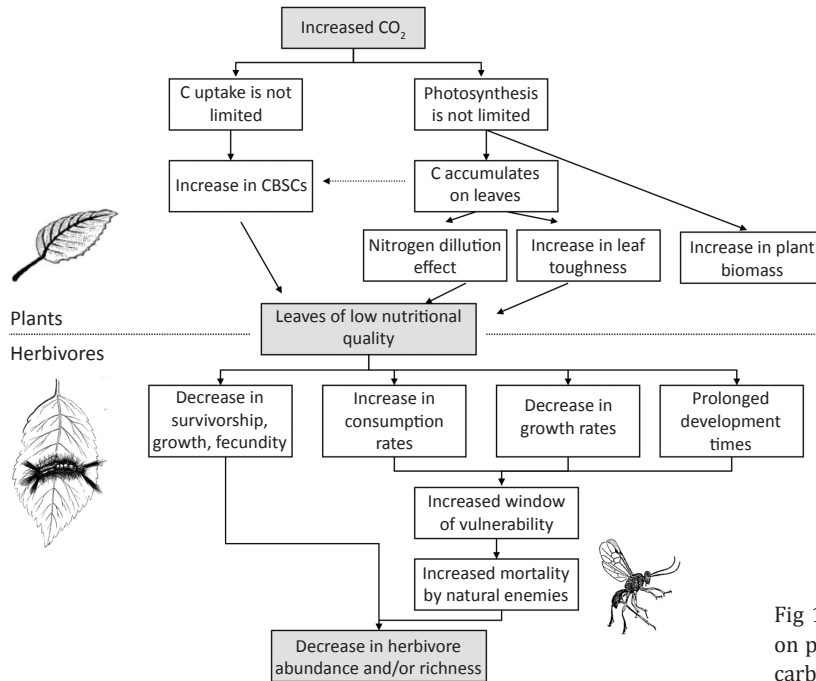 Increased CO₂
C uptake is not
limited
Photosynthesis
is not limited
Increase in CBSCs
C accumulates
on leaves
Nitrogen dillution
effect
Increase in leaf
toughness
Increase in plant
biomass
Plants
Leaves of low nutritional
quality
Herbivores
Decrease in
survivorship,
growth, fecundity
Increase in
consumption
rates
Decrease in
growth rates
Prolonged
development
times
Increased window
of vulnerability
Increased mortality
by natural enemies
Decrease in herbivore
abundance and/or richness
Fig 1
on p
carb